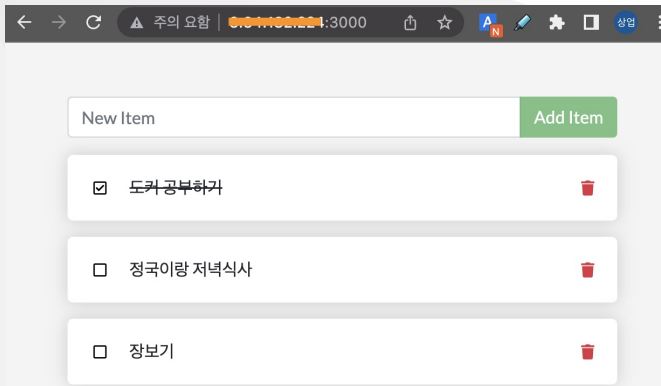 주의 요함 | :3000
상업
New Item
Add Item
도커 공부하기
정국이랑 저녁식사
장보기